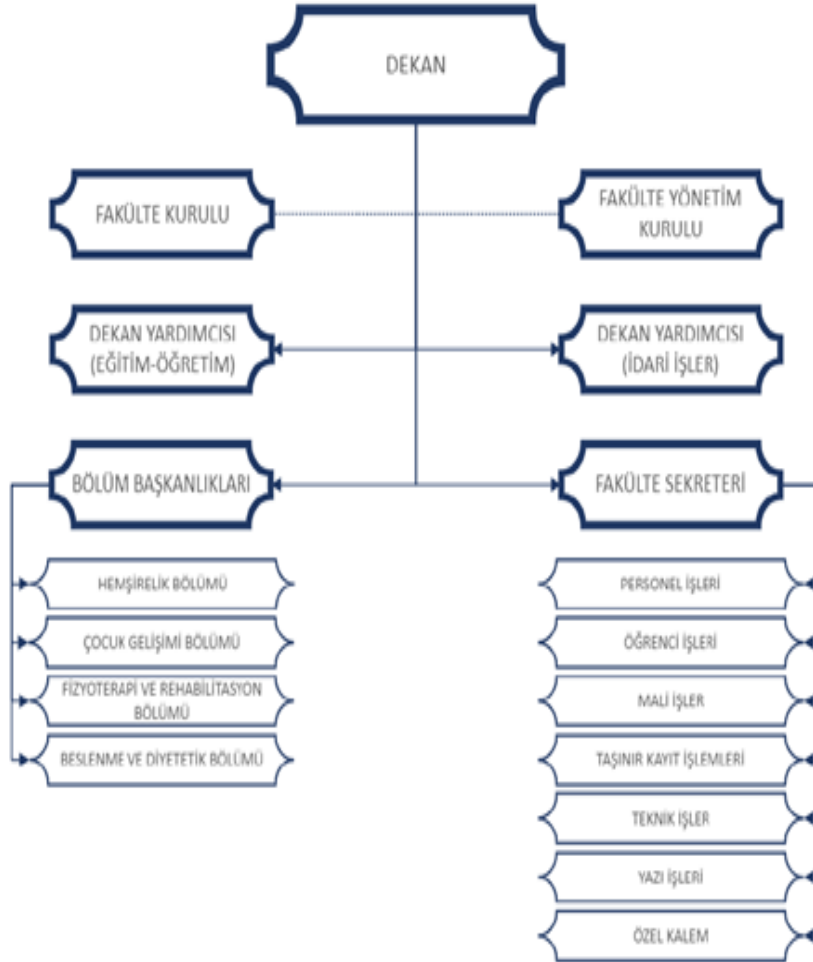 DEKAN
FAKÜLTE KURULU
FAKÜLTE YÖNETİM
KURULU
DEKAN YARDIMCISI
(EĞİTİM-ÖĞRETİM)
DEKAN YARDIMCISI
(İDARİ İŞLER)
BÖLÜM BAŞKANLIKLARI
FAKÜLTE SEKRETERİ
HEMŞİRELİK BÖLÜMÜ
ÇOCUK GELİŞİMİ BÖLÜMÜ
FİZYOTERAPİ VE REHABİLİTASYON
BÖLÜMÜ
BESLENME VE DİYETETİK BÖLÜMÜ
PERSONEL İŞLERİ
ÖĞRENCİ İŞLERİ
MALİ İŞLER
TAŞINIR KAYIT İŞLEMLERİ
TEKNİK İŞLER
YAZI İŞLERİ
ÖZEL KALEM